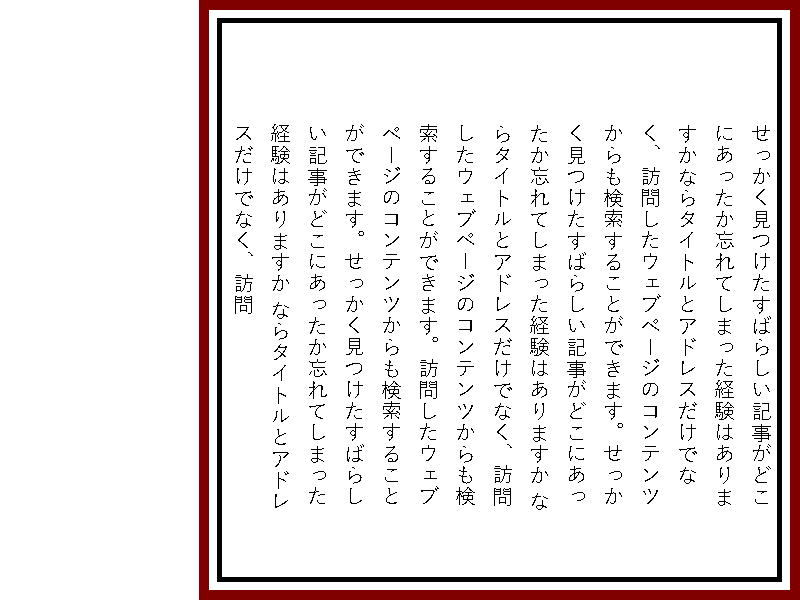 せっかく見つけたすばらしい記事がどこ
にあったか忘れてしまった経験はありま
すかならタイトルとアドレスだけでな
く、訪問したウェブページのコンテンツ
からも検索することができます。せっか
く見つけたすばらしい記事がどこにあっ
たか忘れてしまった経験はありますか な
らタイトルとアドレスだけでなく、訪問
したウェブページのコンテンツからも検
索することができます。訪問したウェブ
ページのコンテンツからも検索すること
ができます。せっかく見つけたすばらし
い記事がどこにあったか忘れてしまった
経験はありますか ならタイトルとアドレ
スだけでなく、訪問